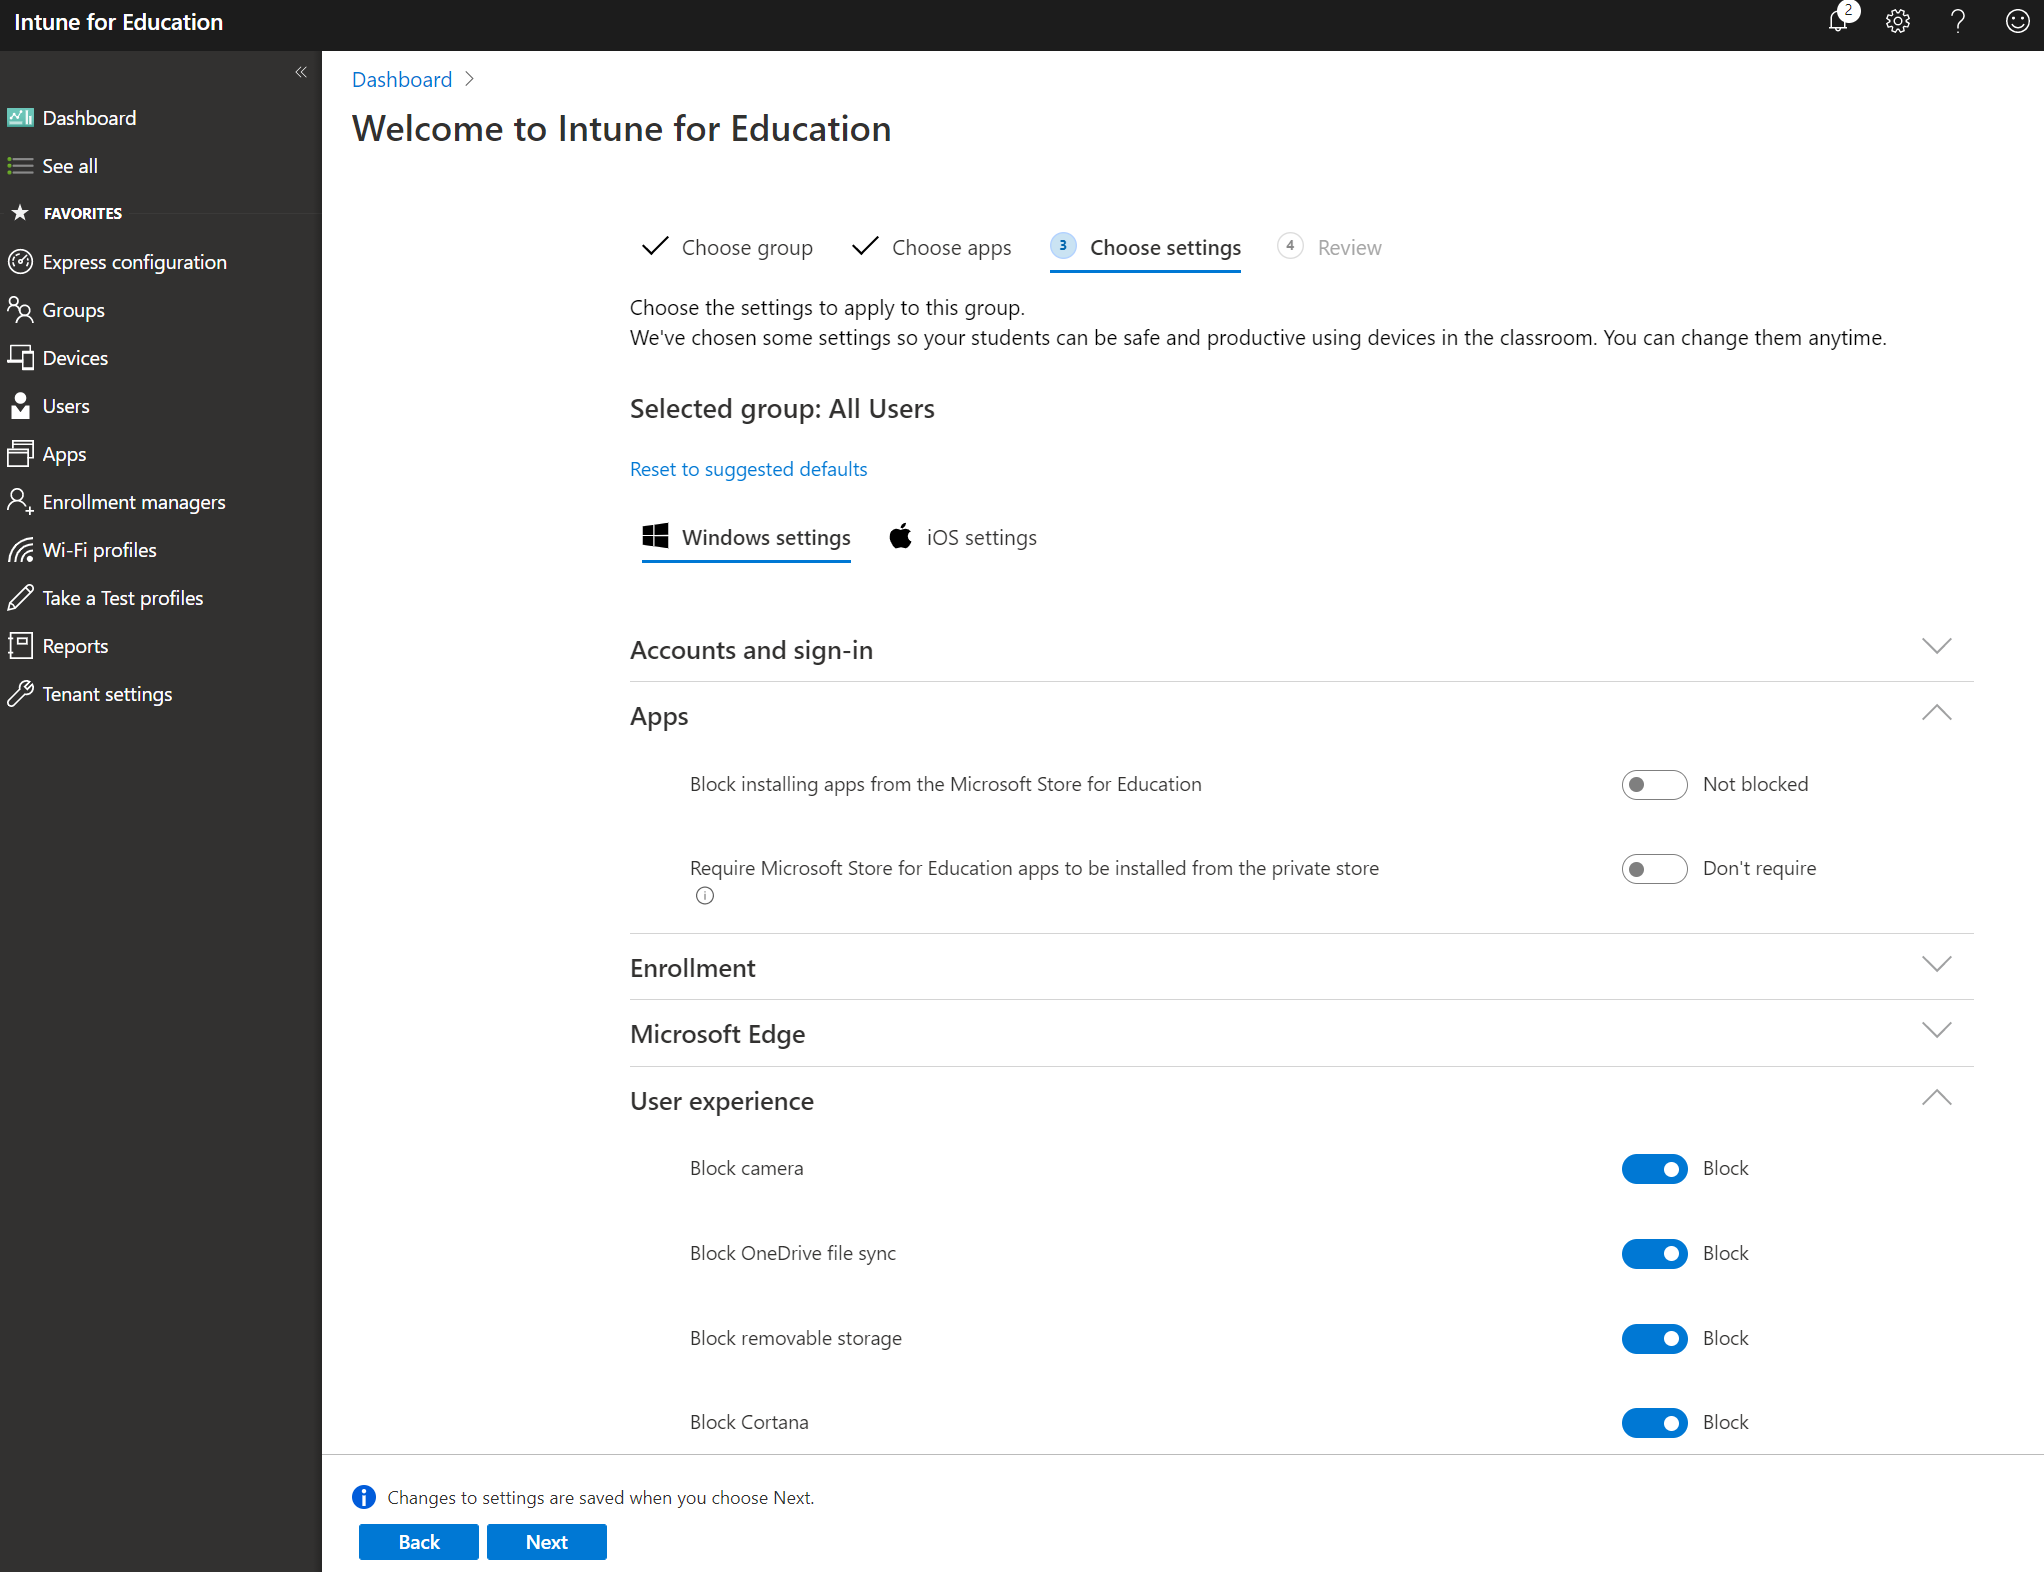 Intune for Education
2
Dashboard
See all
FAVORITES
Express configuration
Groups
Devices
Users
Apps
Enrollment managers
Wi-Fi profiles
Take a Test profiles
Reports
Tenant settings
Dashboard
Welcome to Intune for Education
Choose group
Choose apps
3 Choose settings
4 Review
Choose the settings to apply to this group.
We've chosen some settings so your students can be safe and productive using devices in the classroom. You can change them anytime.
Selected group: All Users
Reset to suggested defaults
Windows settings
iOS settings
Accounts and sign-in
Apps
Block installing apps from the Microsoft Store for Education
Not blocked
Require Microsoft Store for Education apps to be installed from the private store
Don't require
Enrollment
Microsoft Edge
User experience
Block camera
Block
Block OneDrive file sync
Block
Block removable storage
Block
Block Cortana
Block
Changes to settings are saved when you choose Next.
Back
Next